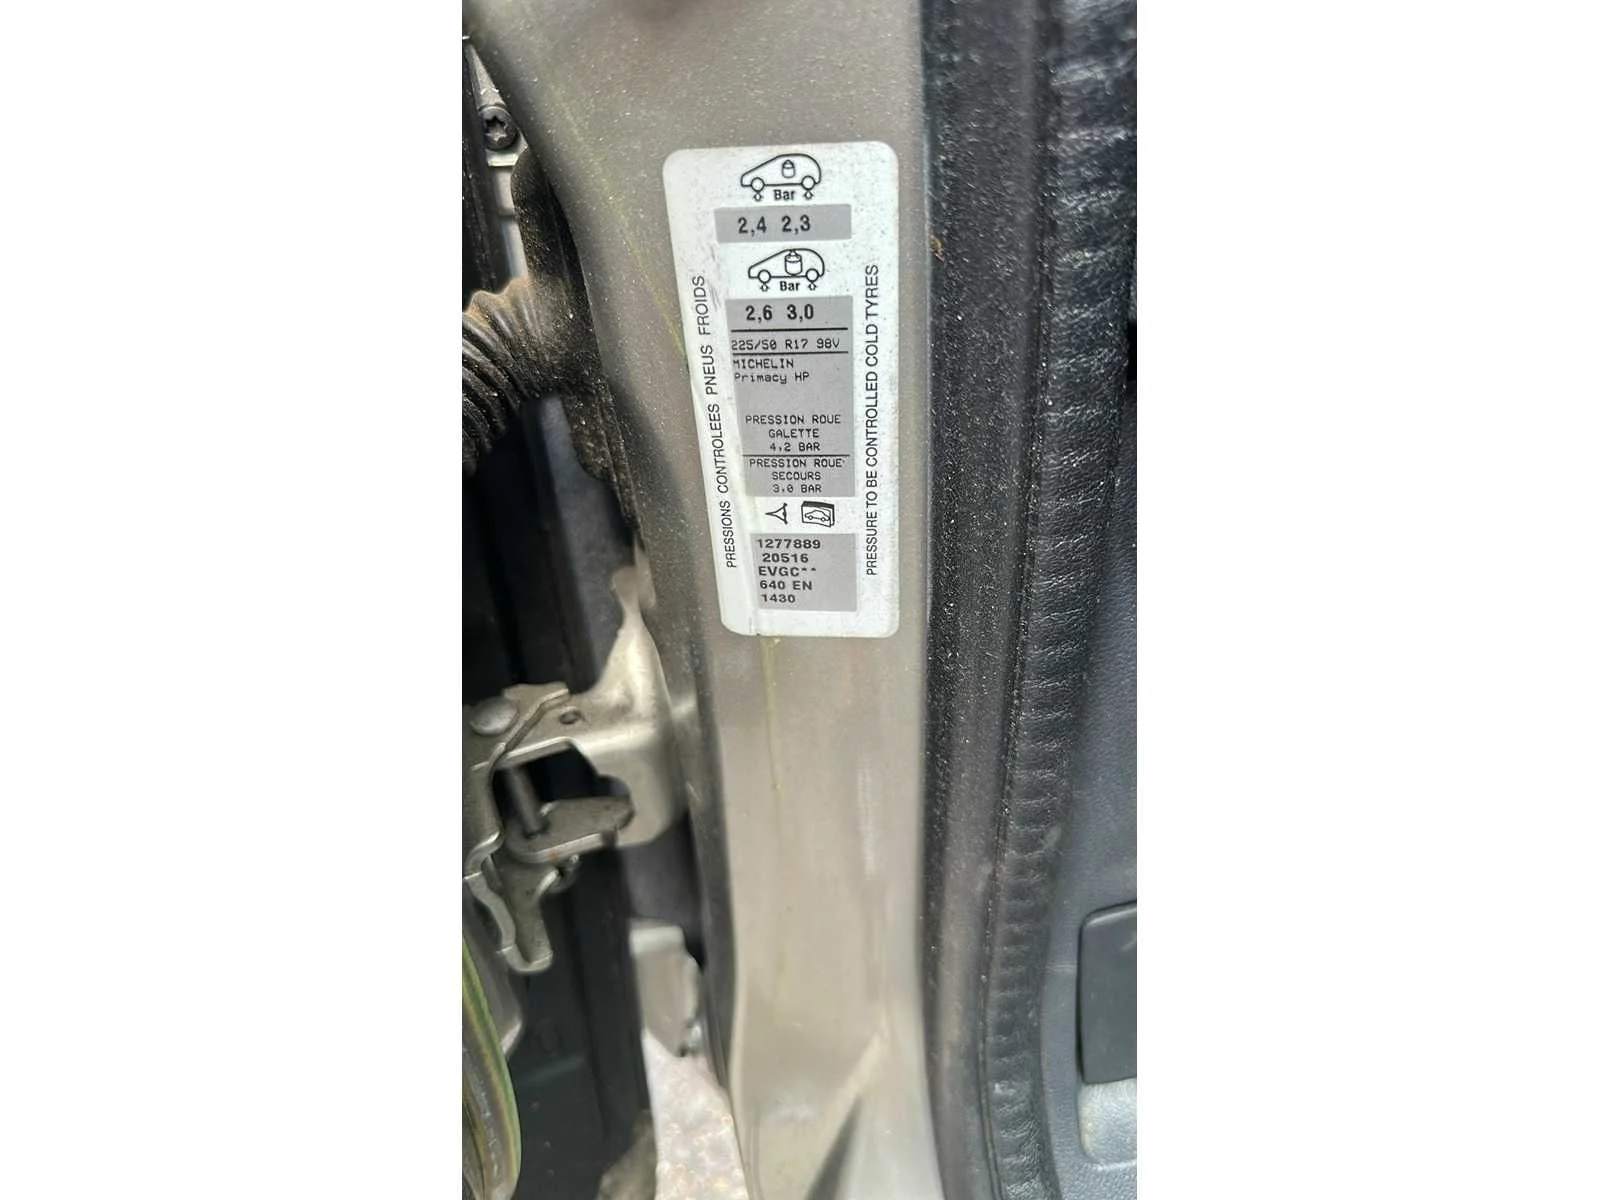 Bar
2,4 2,3
Bar
2,6 3,0
225/50 R17 98V
MICHELIN
Primacy HP
PRESSION ROUE
GALETTE
4,2 BAR
PRESSION ROUE
SECOURS
3,0 BAR
1277889
20516
EVGC**
640 EN
1430
PRESSIONS CONTROLEES PNEUS FROIDS
PRESSURE TO BE CONTROLLED COLD TYRES